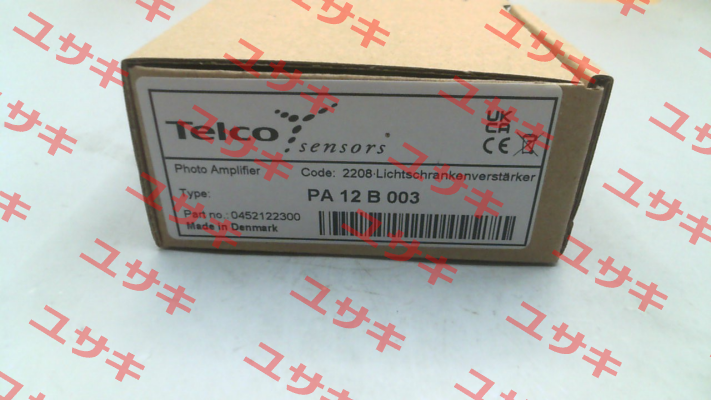 Telco
sensors
UK
CA
CE
Photo Amplifier Code: 2208-Lichtschrankenverstärker
Type: PA 12 B 003
Part no.:0452122300
Made in Denmark
ユサキ